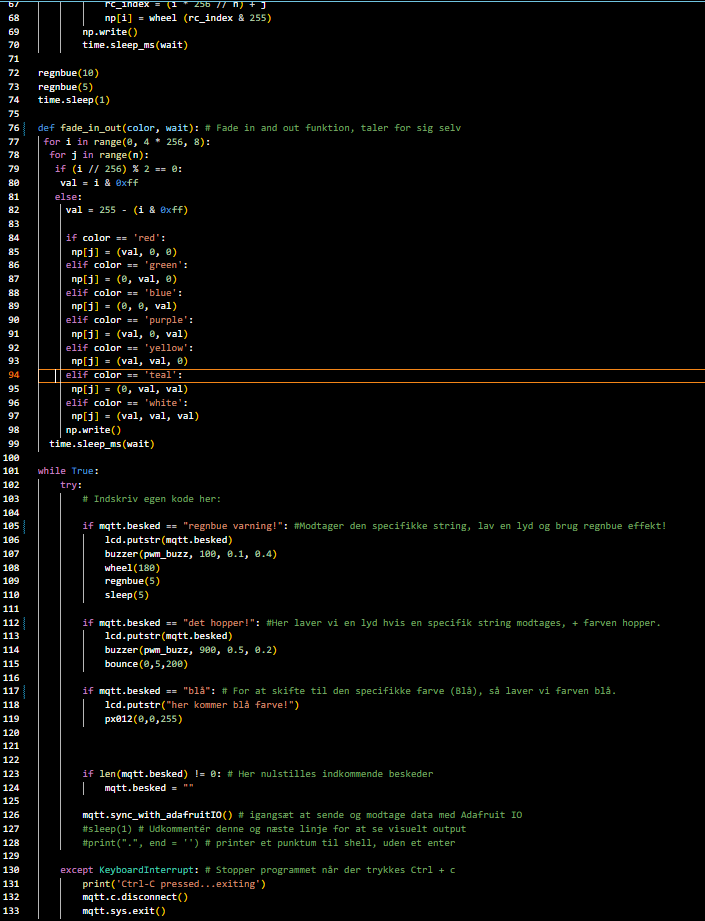 67 rc_index = (i * 256 // n) + j
68 np[i] = wheel (rc_index & 255)
69 np.write()
70 time.sleep_ms(wait)
71
72 regnbue(10)
73 regnbue(5)
74 time.sleep(1)
75
76 def fade_in_out(color, wait): # Fade in and out funktion, taler for sig selv
77 for i in range(0, 4 * 256, 8):
78 for j in range(n):
79 if (i // 256) % 2 == 0:
80 val = i & 0xff
81 else:
82 val = 255 - (i & 0xff)
83
84 if color == 'red':
85 np[j] = (val, 0, 0)
86 elif color == 'green':
87 np[j] = (0, val, 0)
88 elif color == 'blue':
89 np[j] = (0, 0, val)
90 elif color == 'purple':
91 np[j] = (val, 0, val)
92 elif color == 'yellow':
93 np[j] = (val, val, 0)
94 elif color == 'teal':
95 np[j] = (0, val, val)
96 elif color == 'white':
97 np[j] = (val, val, val)
98 np.write()
99 time.sleep_ms(wait)
100
101 while True:
102 try:
103 # Indskriv egen kode her:
104
105 if mqtt.besked == "regnbue varning!": #Modtager den specifikke string, lav en lyd og brug regnbue effekt!
106 lcd.putstr(mqtt.besked)
107 buzzer(pwm_buzz, 100, 0.1, 0.4)
108 wheel(180)
109 regnbue(5)
110 sleep(5)
111
112 if mqtt.besked == "det hopper!": #Her laver vi en lyd hvis en specifik string modtages, + farven hopper.
113 lcd.putstr(mqtt.besked)
114 buzzer(pwm_buzz, 900, 0.5, 0.2)
115 bounce(0,5,200)
116
117 if mqtt.besked == "blå": # For at skifte til den specifikke farve (Blå), så laver vi farven blå.
118 lcd.putstr("her kommer blå farve!")
119 px012(0,0,255)
120
121
122
123 if len(mqtt.besked) != 0: # Her nulstilles indkommende beskeder
124 mqtt.besked = ""
125
126 mqtt.sync_with_adafruitIO() # igangsæt at sende og modtage data med Adafruit IO
127 #sleep(1) # Udkommentér denne og næste linje for at se visuelt output
128 #print(".", end = '') # printer et punktum til shell, uden et enter
129
130 except KeyboardInterrupt: # Stopper programmet når der trykkes Ctrl + c
131 print('Ctrl-C pressed...exiting')
132 mqtt.c.disconnect()
133 mqtt.sys.exit()